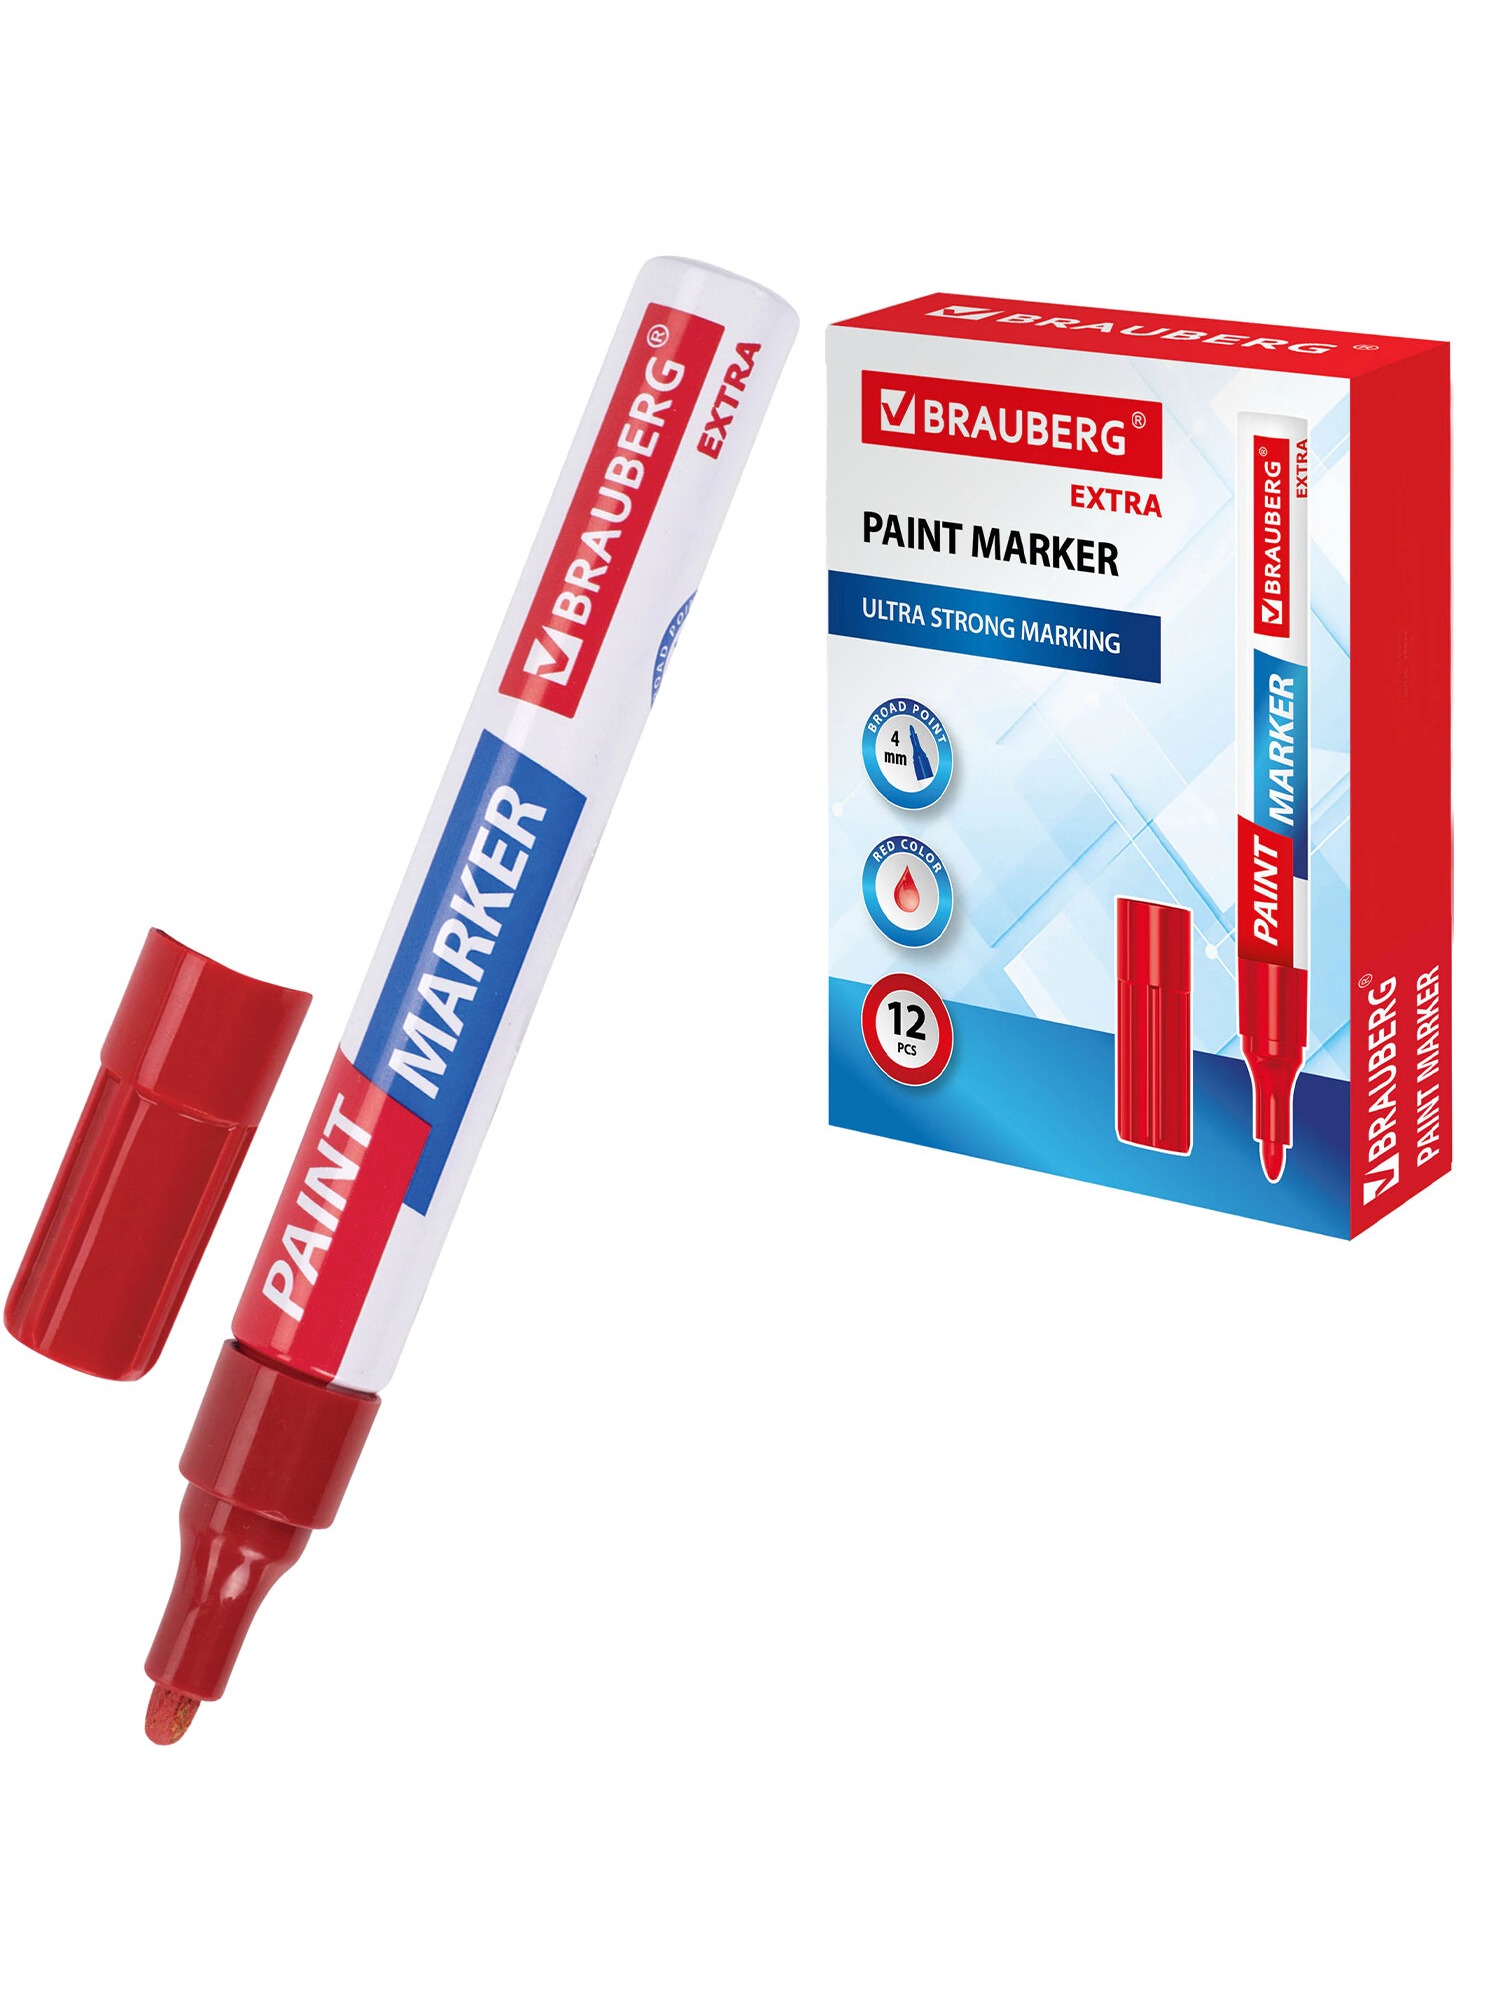 BRAUBERG®
EXTRA
PAINT MARKER
BRAUBERG ®
BRAUBERG®
EXTRA
PAINT MARKER
ULTRA STRONG MARKING
BROAD POINT
4
mm
RED COLOR
12
PCS
BRAUBERG®
EXTRA
PAINT MARKER
BRAUBERG®
PAINT MARKER